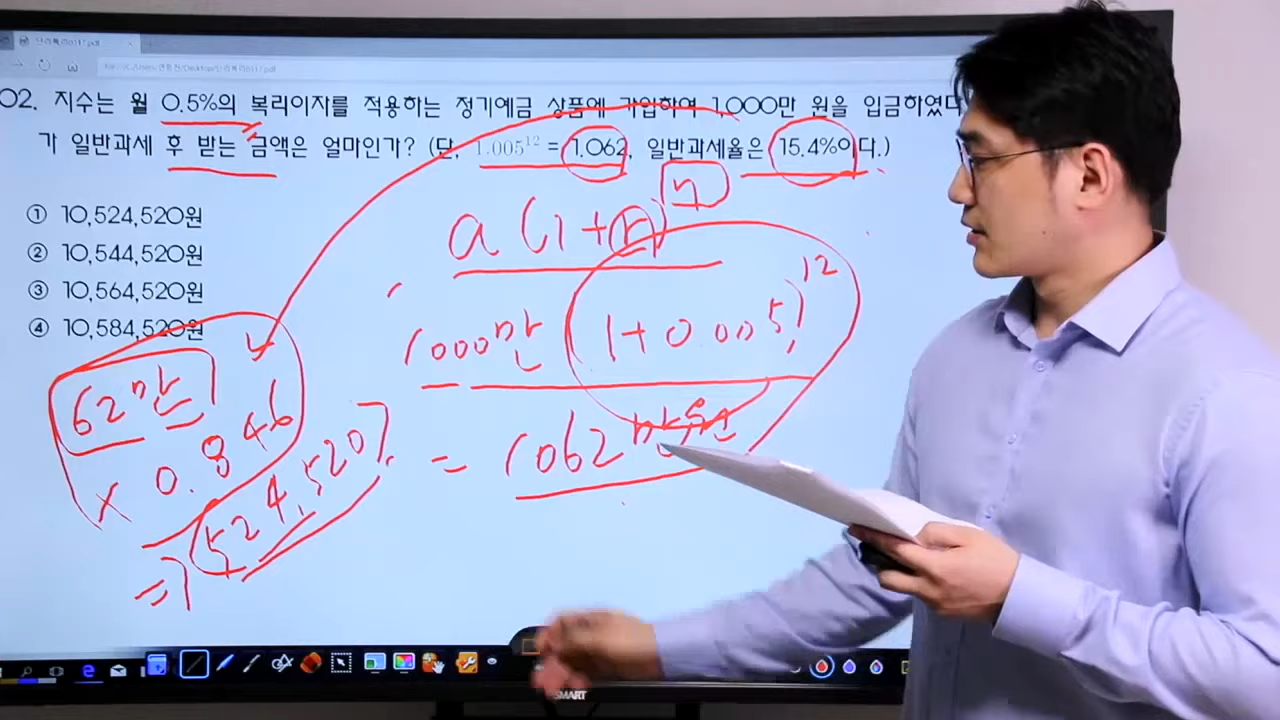 02. 지수는 월 0.5%의 복리이자를 적용하는 정기예금 상품에 가입하여 1,000만 원을 입금하였다
가 일반과세 후 받는 금액은 얼마인가? (단, 1.005^12 = 1.062, 일반과세율은 15.4%이다.)
① 10,524,520원
② 10,544,520원
③ 10,564,520원
④ 10,584,520원
a(1+r)^n
1000만 (1+0.005)^12
= 1062만원
62만
× 0.846
=> 524,520
SMART